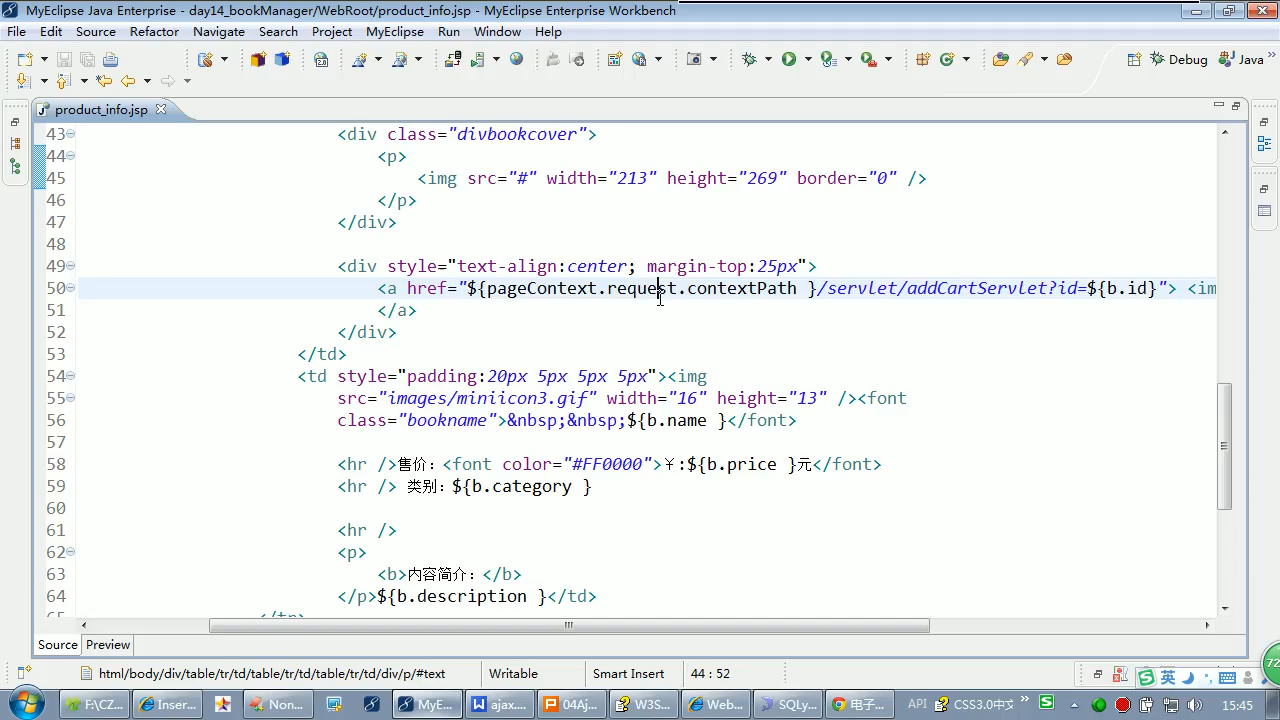 MyEclipse Java Enterprise - day14_bookManager/WebRoot/product_info.jsp - MyEclipse Enterprise Workbench
File Edit Source Refactor Navigate Search Project MyEclipse Run Window Help
Debug Java
product_info.jsp
43 <div class="divbookcover">
44 <p>
45 <img src="#" width="213" height="269" border="0" />
46 </p>
47 </div>
48
49 <div style="text-align:center; margin-top:25px">
50 <a href="${pageContext.request.contextPath }/servlet/addCartServlet?id=${b.id}"> <im
51 </a>
52 </div>
53 </td>
54 <td style="padding:20px 5px 5px 5px"><img
55 src="images/miniicon3.gif" width="16" height="13" /><font
56 class="bookname">&nbsp;&nbsp;${b.name }</font>
57
58 <hr />售价：<font color="#FF0000">￥:${b.price }元</font>
59 <hr /> 类别：${b.category }
60
61 <hr />
62 <p>
63 <b>内容简介：</b>
64 </p>${b.description }</td>
65 </tr>
Source Preview
html/body/div/table/tr/td/table/tr/td/table/tr/td/div/p/#text Writable Smart Insert 44 : 52
英
72
F:\CZ... Inser... Non... MyE... ajax.... 04Aj... W3S... Web... SQLy... 电子... API CSS3.0中文 15:45